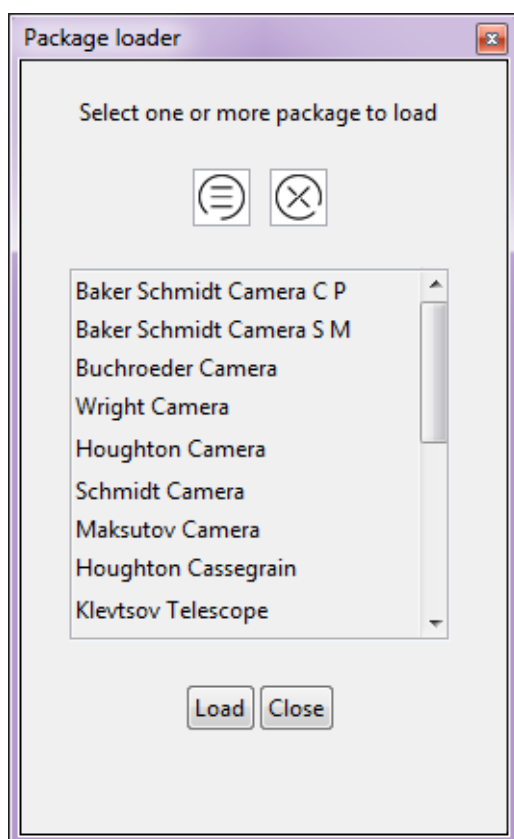 Package loader
Select one or more package to load
Baker Schmidt Camera C P
Baker Schmidt Camera S M
Buchroeder Camera
Wright Camera
Houghton Camera
Schmidt Camera
Maksutov Camera
Houghton Cassegrain
Klevtsov Telescope
Load Close